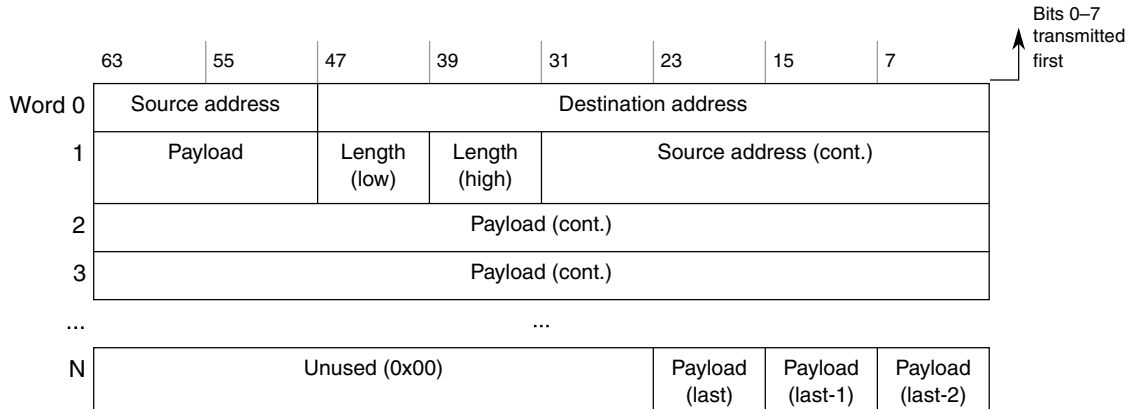 Bits 0–7
transmitted
first
63 55 47 39 31 23 15 7
Word 0 Source address Destination address
1 Payload Length (low) Length (high) Source address (cont.)
2 Payload (cont.)
3 Payload (cont.)
... ...
N Unused (0x00) Payload (last) Payload (last-1) Payload (last-2)